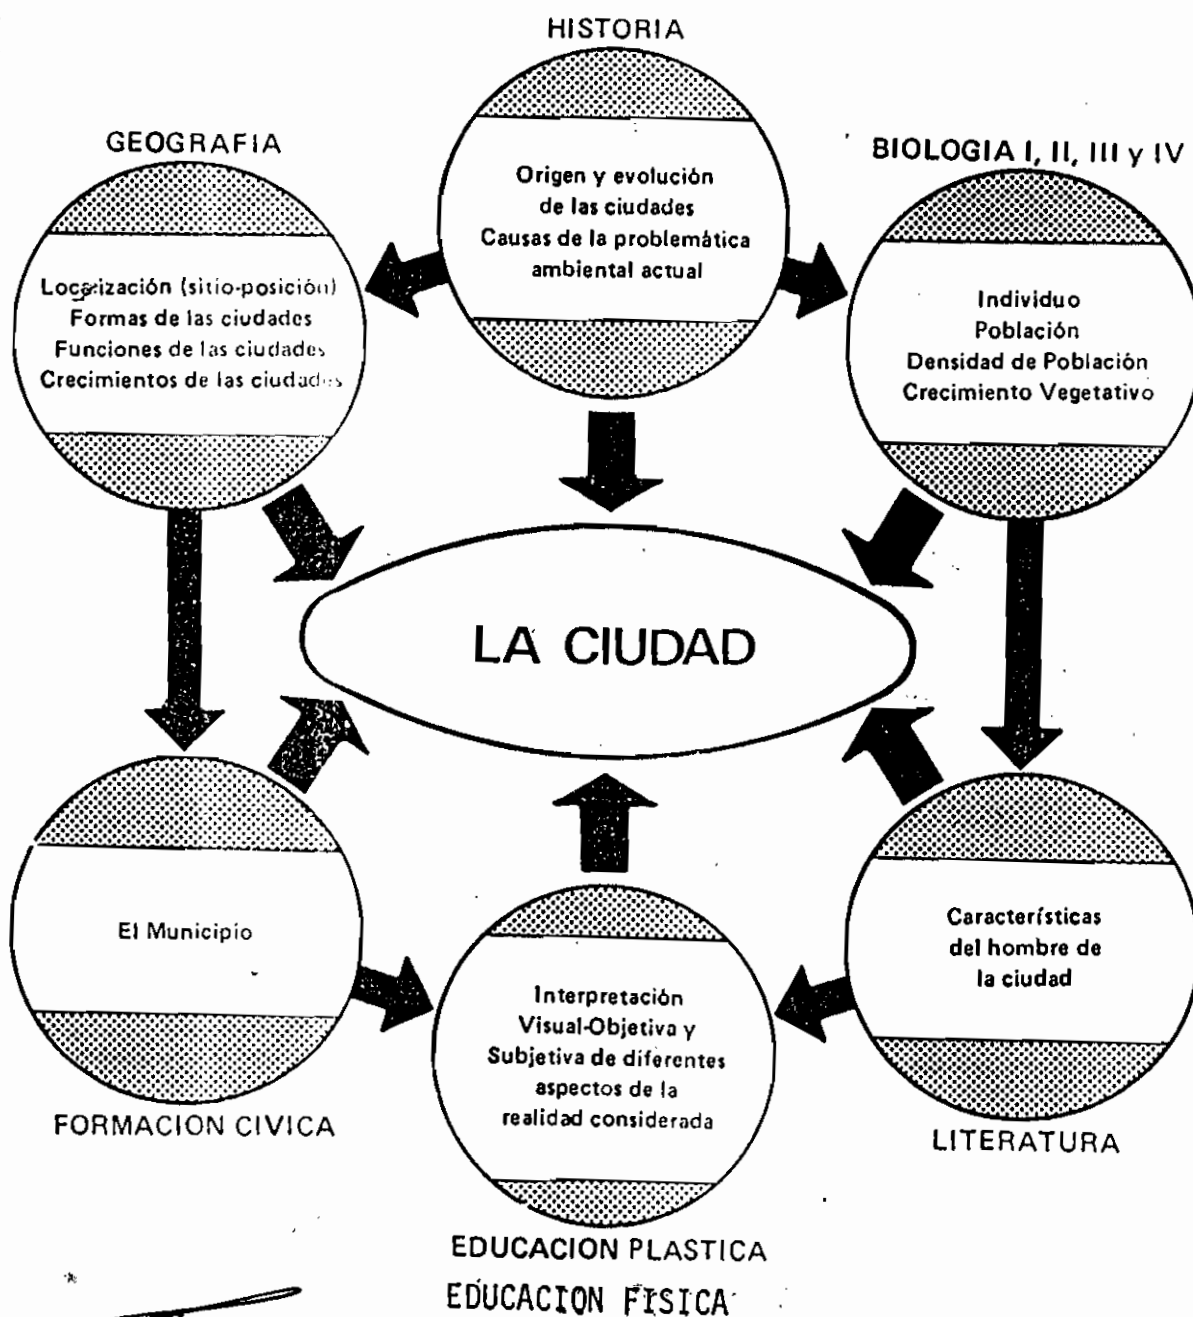 HISTORIA
Origen y evolución
de las ciudades
Causas de la problemática
ambiental actual
GEOGRAFIA
Localización (sitio-posición)
Formas de las ciudades
Funciones de las ciudades
Crecimientos de las ciudades
BIOLOGIA I, II, III y IV
Individuo
Población
Densidad de Población
Crecimiento Vegetativo
LA CIUDAD
El Municipio
FORMACION CIVICA
Interpretación
Visual-Objetiva y
Subjetiva de diferentes
aspectos de la
realidad considerada
EDUCACION PLASTICA
EDUCACION FISICA
Características
del hombre de
la ciudad
LITERATURA